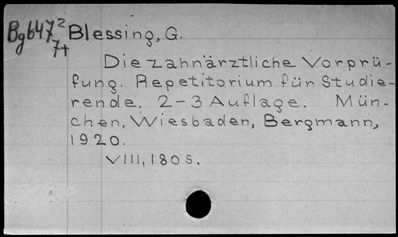 Bg647² Blessing, G.
7+
Die zahnärztliche Vorprü-
fung. Repetitorium für Studie-
rende. 2-3 Auflage. Mün-
chen, Wiesbaden, Bergmann,
1920.
VIII, 180 S.